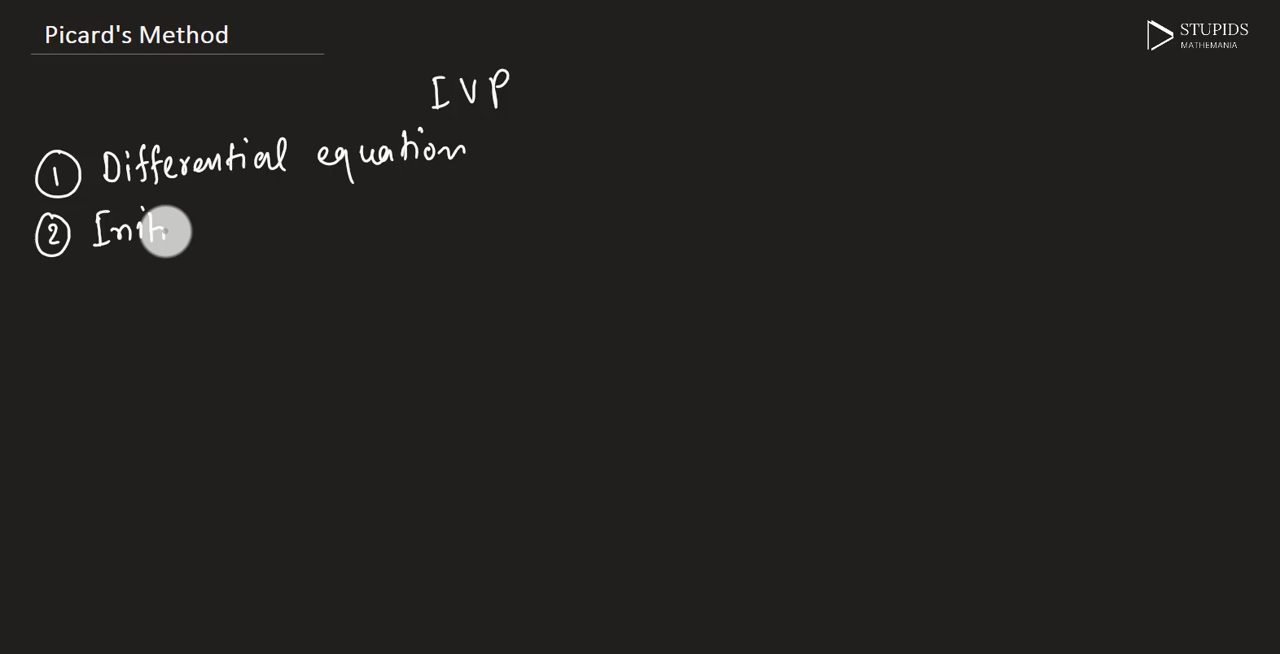 Picard's Method
STUPIDS
MATHEMANIA
IVP
① Differential equation
② Init